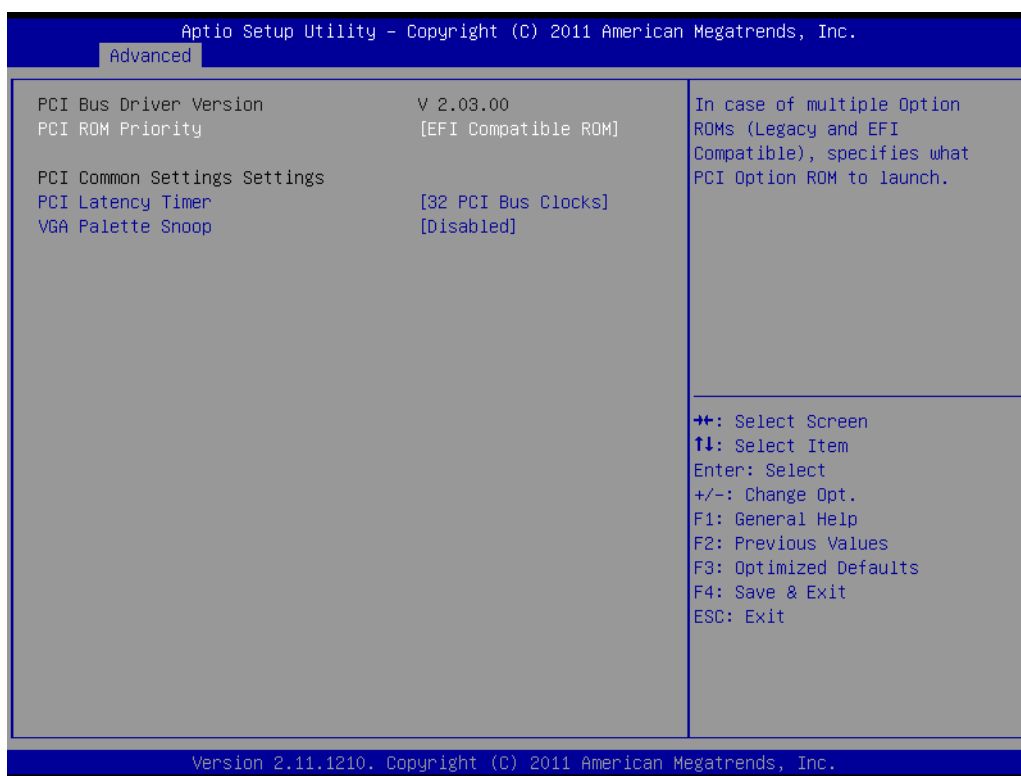 Aptio Setup Utility – Copyright (C) 2011 American Megatrends, Inc.
Advanced
PCI Bus Driver Version V 2.03.00
PCI ROM Priority [EFI Compatible ROM]
PCI Common Settings Settings
PCI Latency Timer [32 PCI Bus Clocks]
VGA Palette Snoop [Disabled]
In case of multiple Option
ROMs (Legacy and EFI
Compatible), specifies what
PCI Option ROM to launch.
→←: Select Screen
↑↓: Select Item
Enter: Select
+/-: Change Opt.
F1: General Help
F2: Previous Values
F3: Optimized Defaults
F4: Save & Exit
ESC: Exit
Version 2.11.1210. Copyright (C) 2011 American Megatrends, Inc.